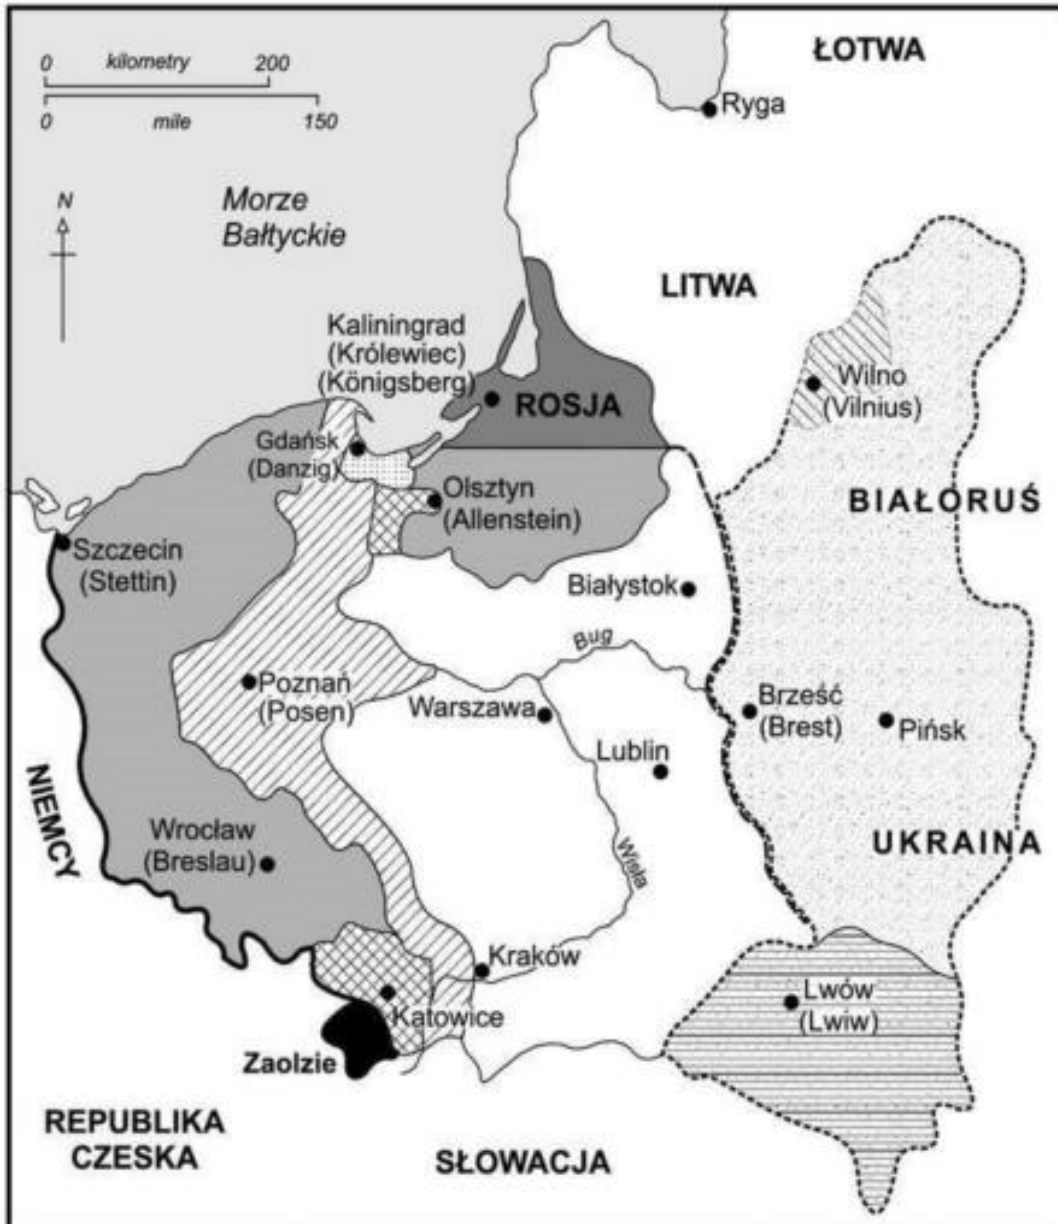 0 kilometry 200
0 mile 150
N
Morze
Bałtyckie
ŁOTWA
Ryga
LITWA
Kaliningrad
(Królewiec)
(Königsberg)
ROSJA
Wilno
(Vilnius)
Gdańsk
(Danzig)
Olsztyn
(Allenstein)
BIAŁORUŚ
Szczecin
(Stettin)
Białystok
Bug
Poznań
(Posen)
Warszawa
Brześć
(Brest)
Pińsk
Lublin
NIEMCY
Wrocław
(Breslau)
Wisła
UKRAINA
Kraków
Katowice
Lwów
(Lwiw)
Zaolzie
REPUBLIKA
CZESKA
SŁOWACJA